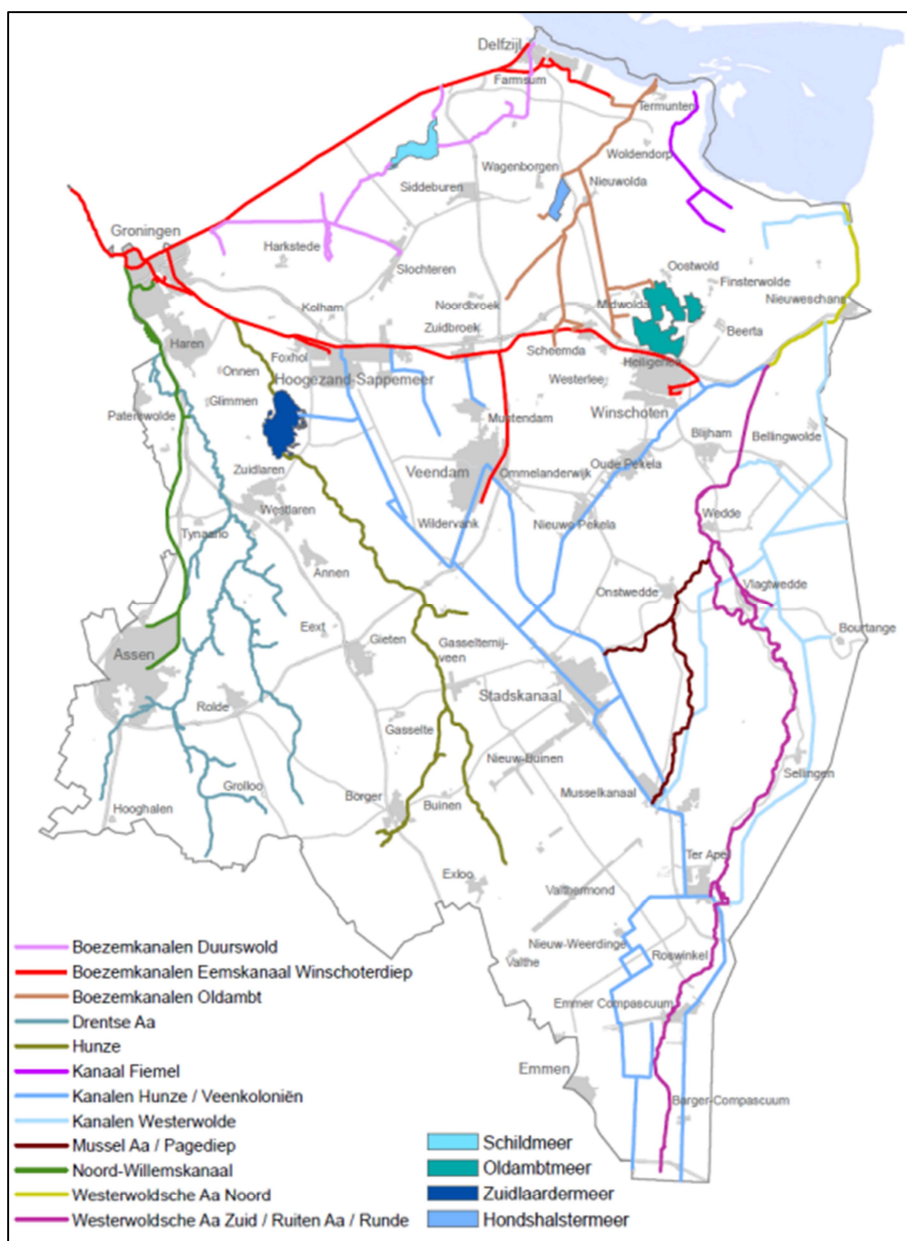 Delfzijl
Farmsum
Termunten
Woldendorp
Wagenborgen
Siddeburen
Nieuwolda
Groningen
Harkstede
Slochteren
Oostwold
Finsterwolde
Nieuweschans
Kolham
Noordbroek
Midwolda
Beerta
Zuidbroek
Haren
Foxhol
Scheemda
Heiligerlee
Onnen
Hoogezand-Sappemeer
Westerlee
Glimmen
Paterswolde
Muntendam
Winschoten
Blijham
Bellingwolde
Zuidlaren
Veendam
Ommelanderwijk
Oude Pekela
Westlaren
Wildervank
Nieuwe Pekela
Wedde
Tynaarlo
Annen
Onstwedde
Vlagtwedde
Bourtange
Eext
Gieten
Gasselternij-
veen
Assen
Stadskanaal
Rolde
Gasselte
Nieuw-Buinen
Sellingen
Hooghalen
Grolloo
Borger
Buinen
Musselkanaal
Exloo
Ter Apel
Valthermond
Nieuw-Weerdinge
Valthe
Roswinkel
Emmer Compascuum
Emmen
Barger-Compascuum
Boezemkanalen Duurswold
Boezemkanalen Eemskanaal Winschoterdiep
Boezemkanalen Oldambt
Drentse Aa
Hunze
Kanaal Fiemel
Kanalen Hunze / Veenkoloniën
Kanalen Westerwolde
Mussel Aa / Pagediep
Noord-Willemskanaal
Westerwoldsche Aa Noord
Westerwoldsche Aa Zuid / Ruiten Aa / Runde
Schildmeer
Oldambtmeer
Zuidlaardermeer
Hondshalstermeer